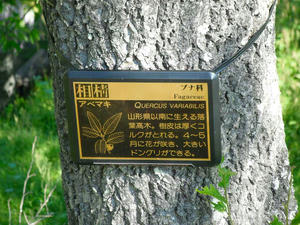 ブナ科
Fagaceae
アベマキ
QUERCUS VARIABILIS
山形県以南に生える落
葉高木。樹皮は厚くコ
ルクがとれる。4〜5
月に花が咲き、大きい
ドングリができる。